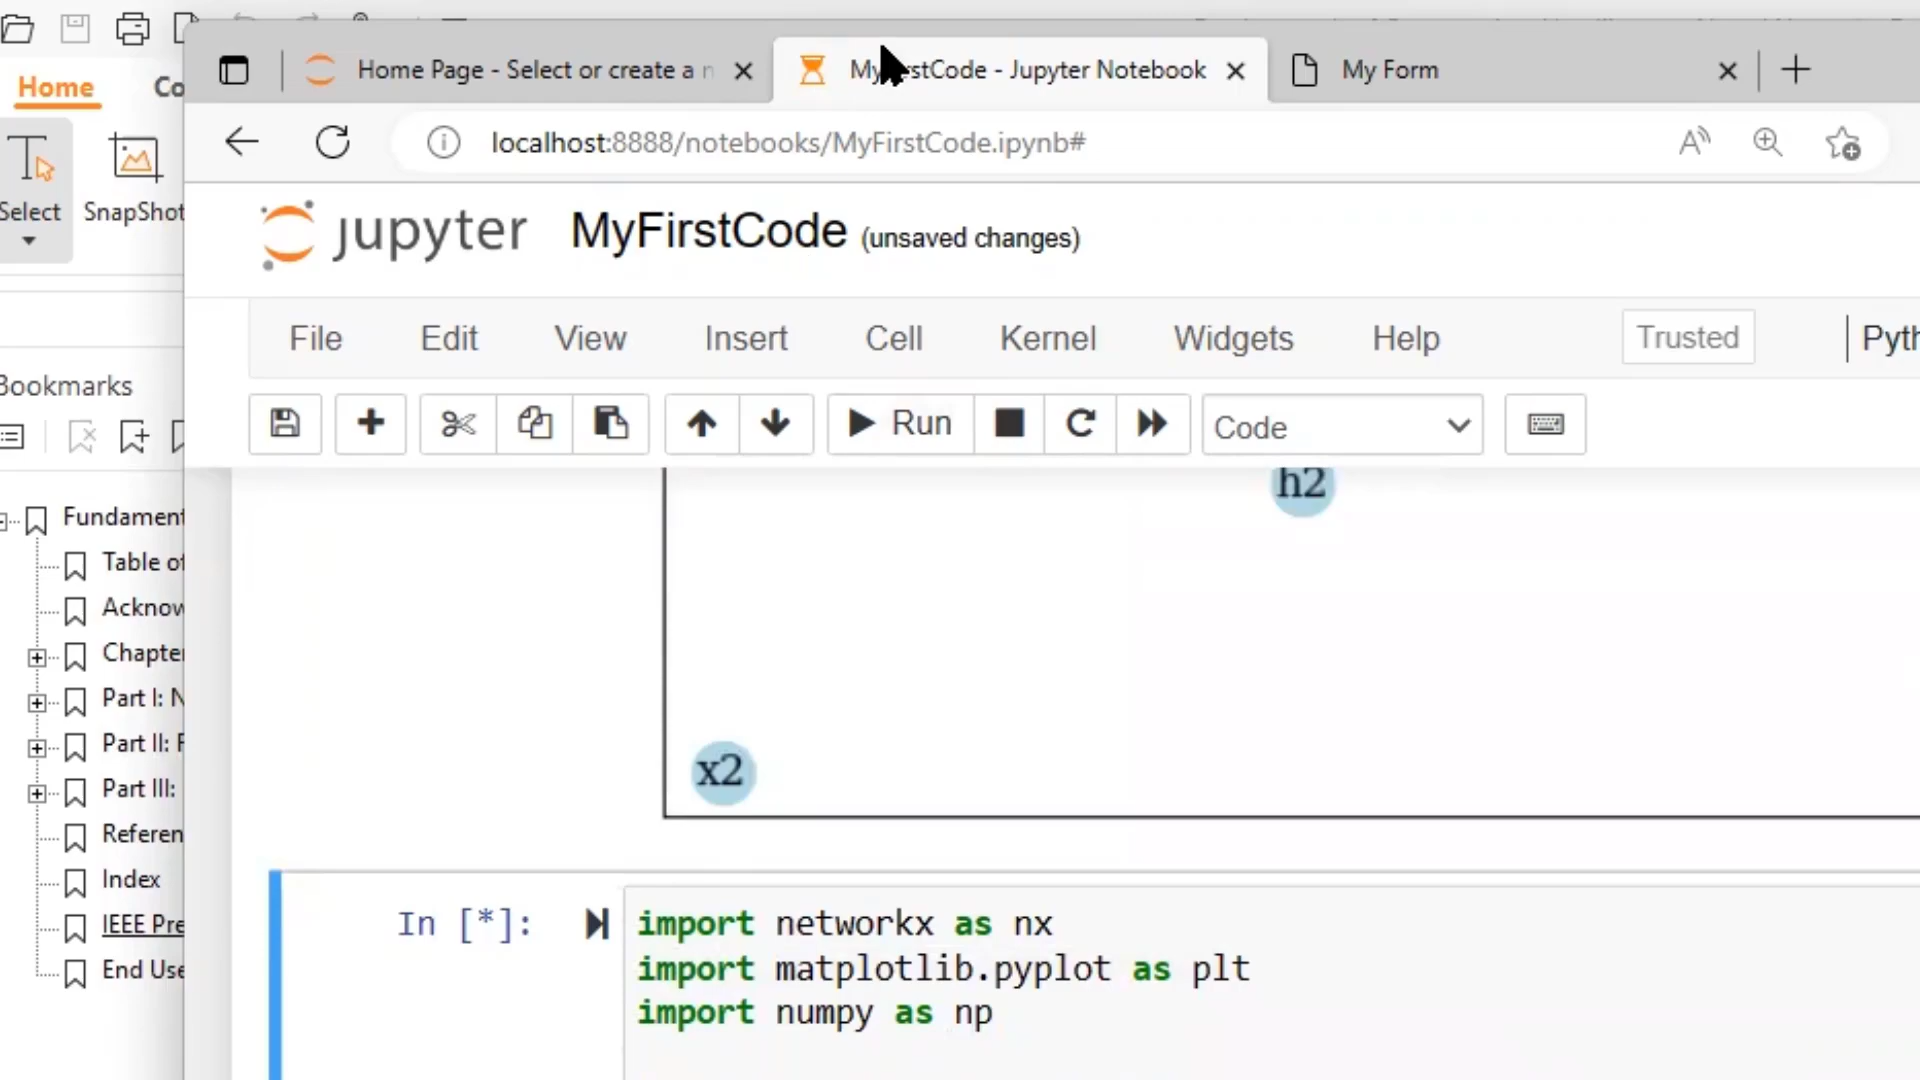 Home
Co
Select
SnapShot
Bookmarks
Fundament
Table of
Acknow
Chapter
Part I: N
Part II: F
Part III:
Referen
Index
IEEE Pre
End Use
Home Page - Select or create a n
MyFirstCode - Jupyter Notebook
My Form
localhost:8888/notebooks/MyFirstCode.ipynb#
jupyter MyFirstCode (unsaved changes)
File Edit View Insert Cell Kernel Widgets Help Trusted Pyth
Run Code
h2
x2
In [*]: import networkx as nx
import matplotlib.pyplot as plt
import numpy as np